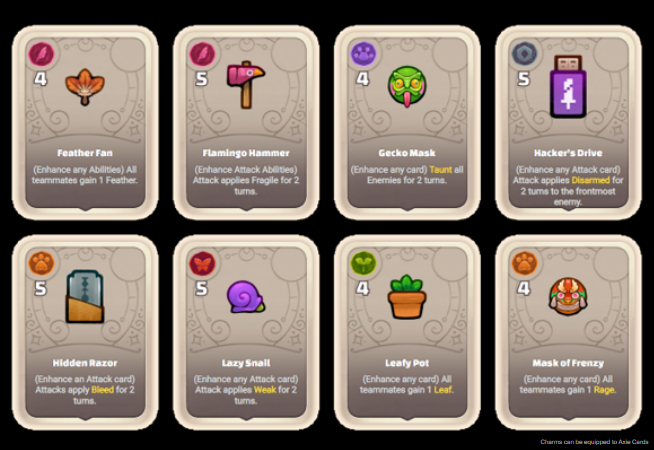 4
Feather Fan
(Enhance any Abilities) All
teammates gain 1 Feather.
5
Flamingo Hammer
(Enhance Attack Abilities)
Attack applies Fragile for 2
turns.
4
Gecko Mask
(Enhance any card) Taunt all
Enemies for 2 turns.
5
Hacker's Drive
(Enhance any Attack card)
Attack applies Disarmed for
2 turns to the frontmost
enemy.
5
Hidden Razor
(Enhance an Attack card)
Attacks apply Bleed for 2
turns.
5
Lazy Snail
(Enhance any Attack card)
Attack applies Weak for 2
turns.
4
Leafy Pot
(Enhance any card) All
teammates gain 1 Leaf.
4
Mask of Frenzy
(Enhance any card) All
teammates gain 1 Rage.
Charms can be equipped to Axie Cards